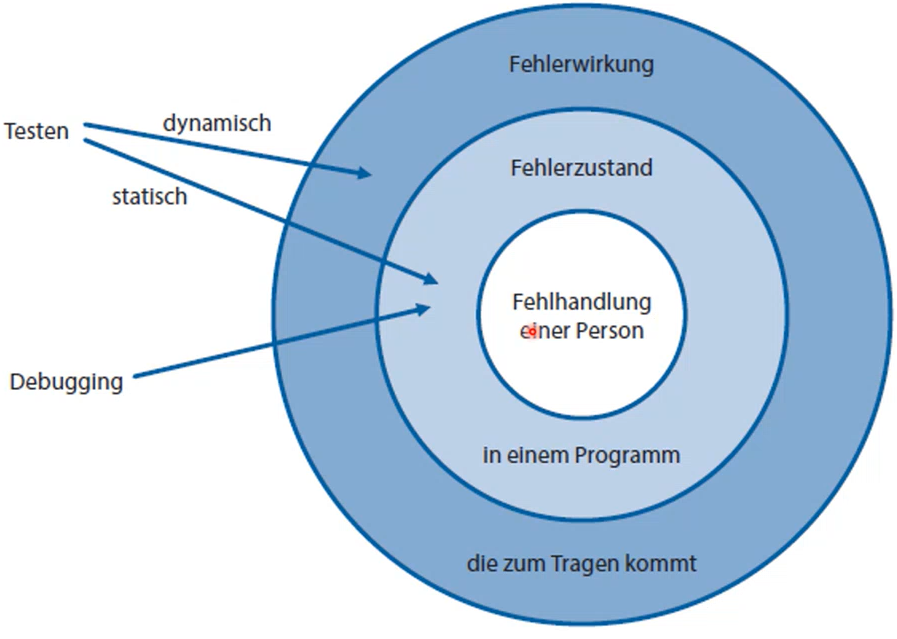 Fehlerwirkung
Testen
dynamisch
Fehlerzustand
statisch
Fehlhandlung
einer Person
Debugging
in einem Programm
die zum Tragen kommt